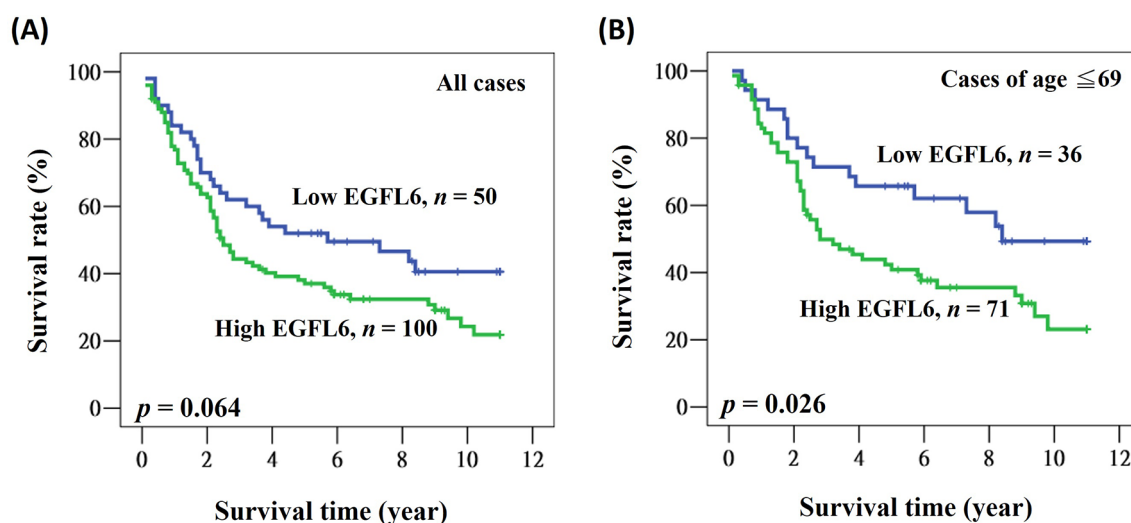 (A)
All cases
100
80
60
40
20
0
Low EGFL6, n = 50
High EGFL6, n = 100
p = 0.064
0 2 4 6 8 10 12
Survival time (year)
Survival rate (%)
(B)
Cases of age ≦69
100
80
60
40
20
0
Low EGFL6, n = 36
High EGFL6, n = 71
p = 0.026
0 2 4 6 8 10 12
Survival time (year)
Survival rate (%)